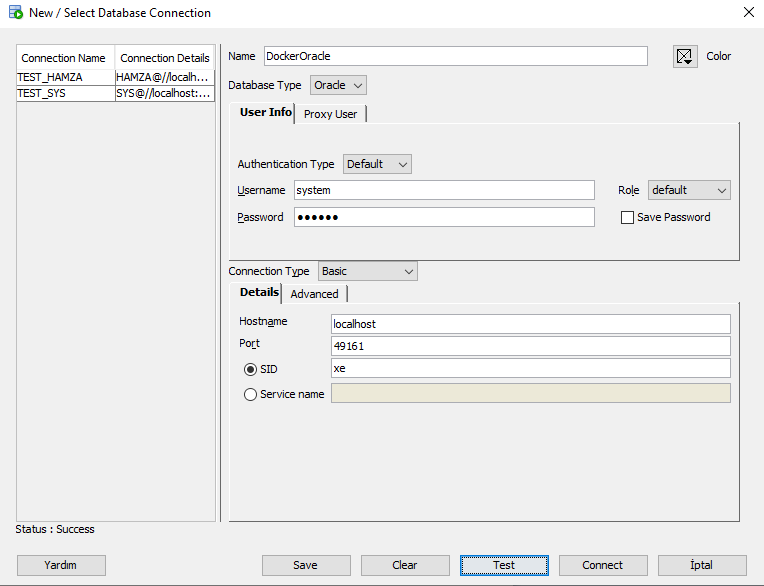 New / Select Database Connection
Connection Name Connection Details
TEST_HAMZA HAMZA@//localh...
TEST_SYS SYS@//localhost:...
Name DockerOracle Color
Database Type Oracle
User Info Proxy User
Authentication Type Default
Username system Role default
Password ●●●●●● Save Password
Connection Type Basic
Details Advanced
Hostname localhost
Port 49161
SID xe
Service name
Status : Success
Yardım Save Clear Test Connect İptal